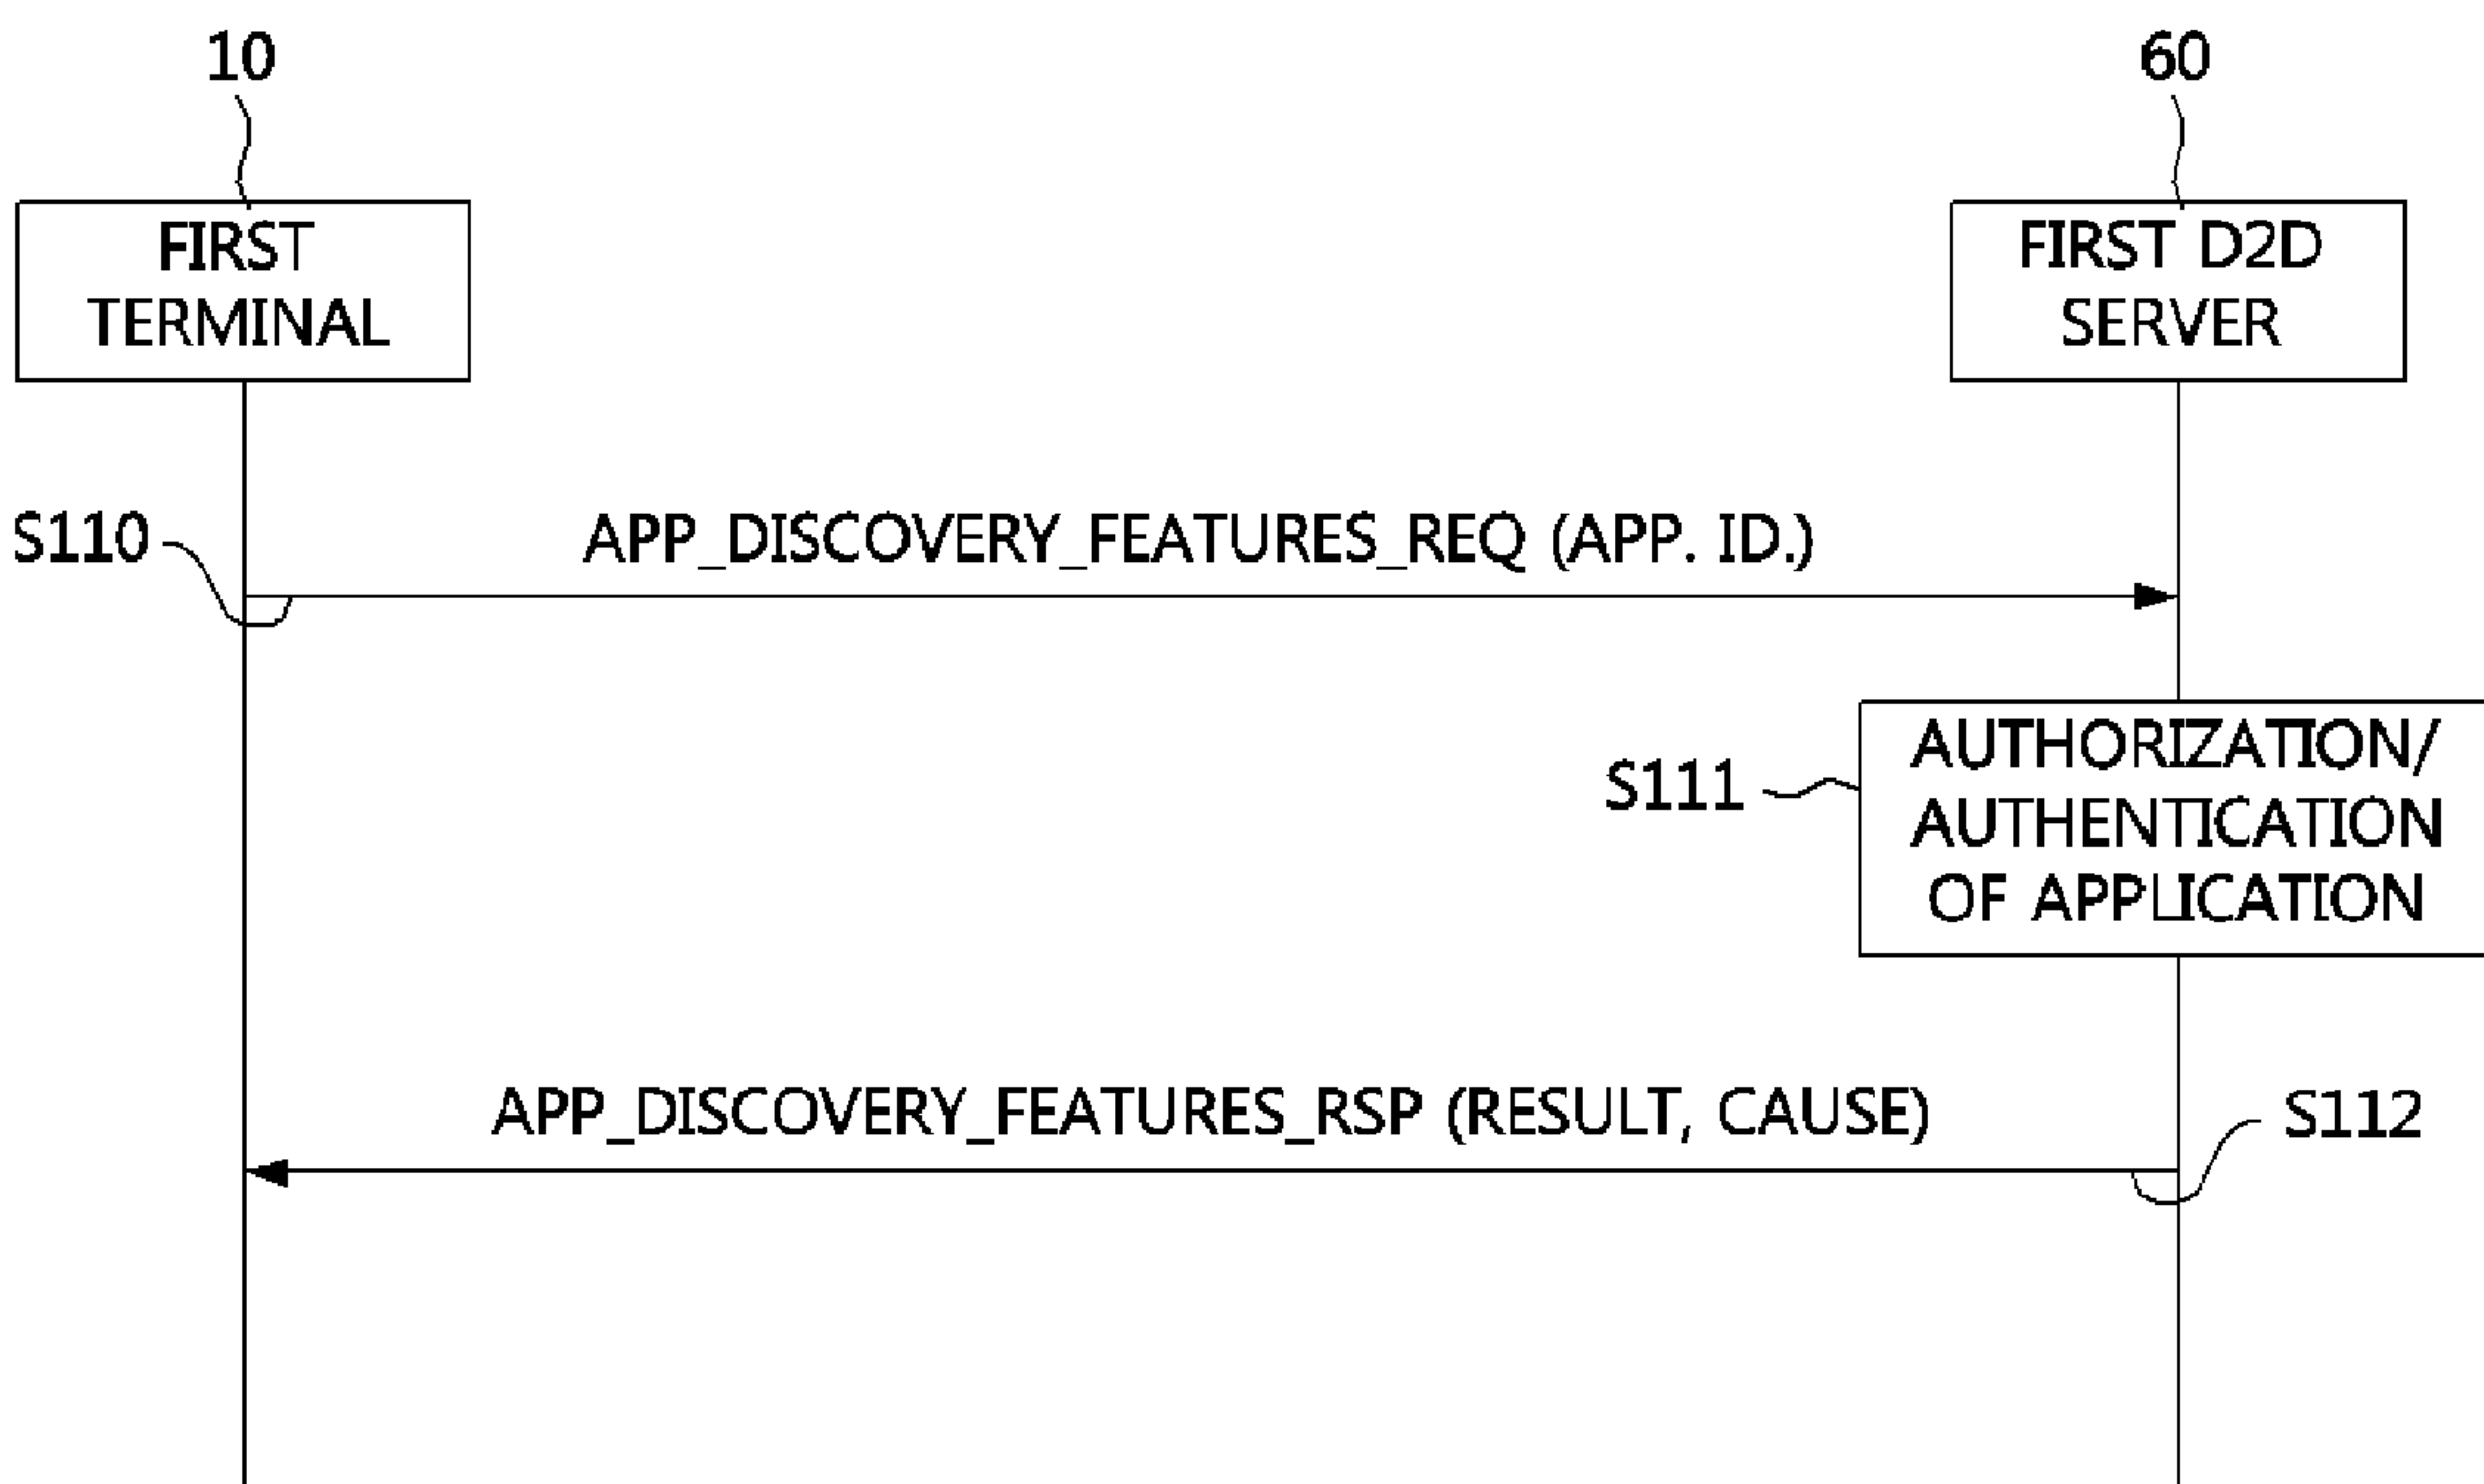 10
60
FIRST
TERMINAL
FIRST D2D
SERVER
S110
APP_DISCOVERY_FEATURES_REQ (APP. ID.)
S111
AUTHORIZATION/
AUTHENTICATION
OF APPLICATION
APP_DISCOVERY_FEATURES_RSP (RESULT, CAUSE)
S112